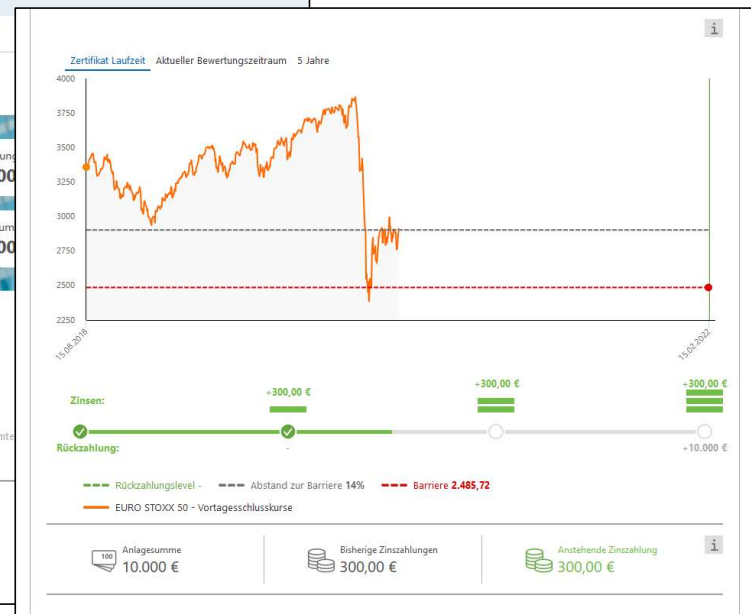 i
Zertifikat Laufzeit Aktueller Bewertungszeitraum 5 Jahre
4000
3750
3500
3250
3000
2750
2500
2250
15.08.2018
15.02.2022
Zinsen:
+300,00 €
+300,00 €
+300,00 €
Rückzahlung:
-
+10.000 €
Rückzahlungslevel - Abstand zur Barriere 14% Barriere 2.485,72
EURO STOXX 50 - Vortagesschlusskurse
100
Anlagesumme
10.000 €
Bisherige Zinszahlungen
300,00 €
Anstehende Zinszahlung
300,00 €
i